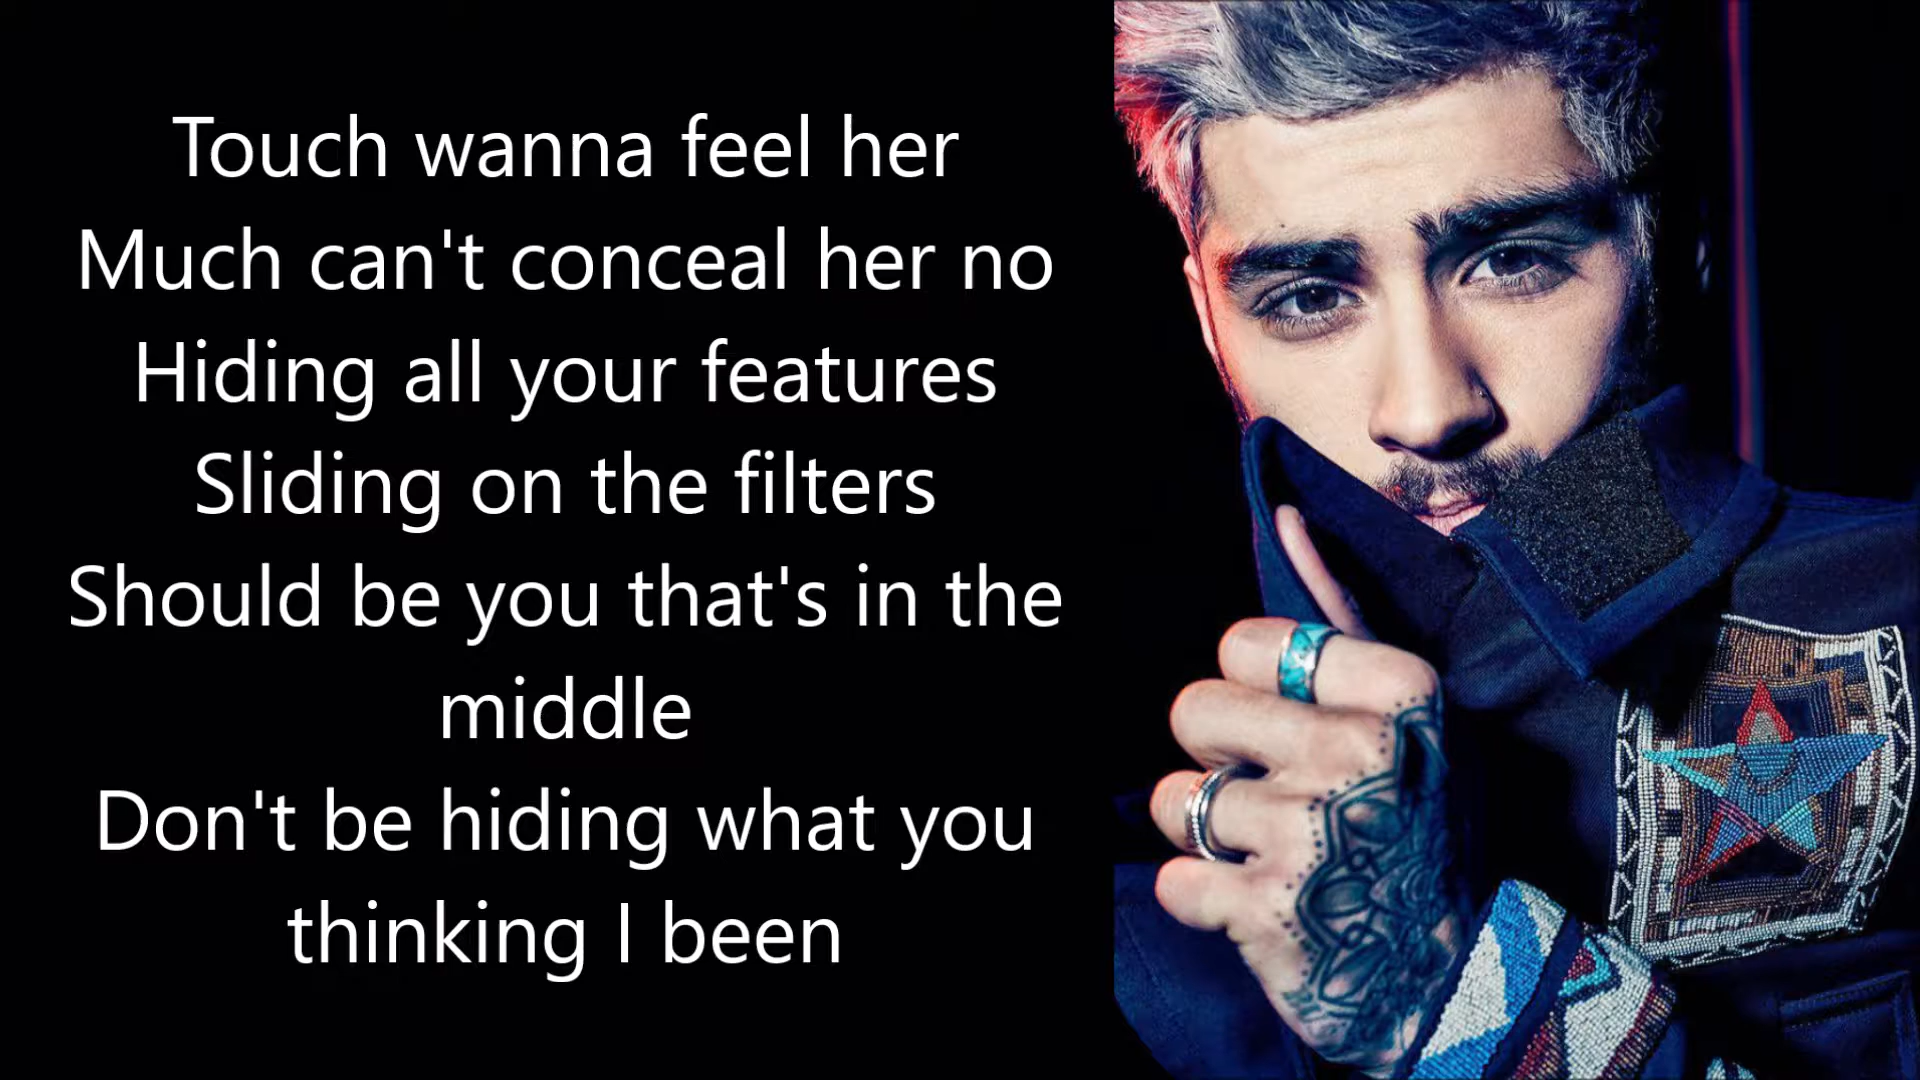 Touch wanna feel her
Much can't conceal her no
Hiding all your features
Sliding on the filters
Should be you that's in the
middle
Don't be hiding what you
thinking I been